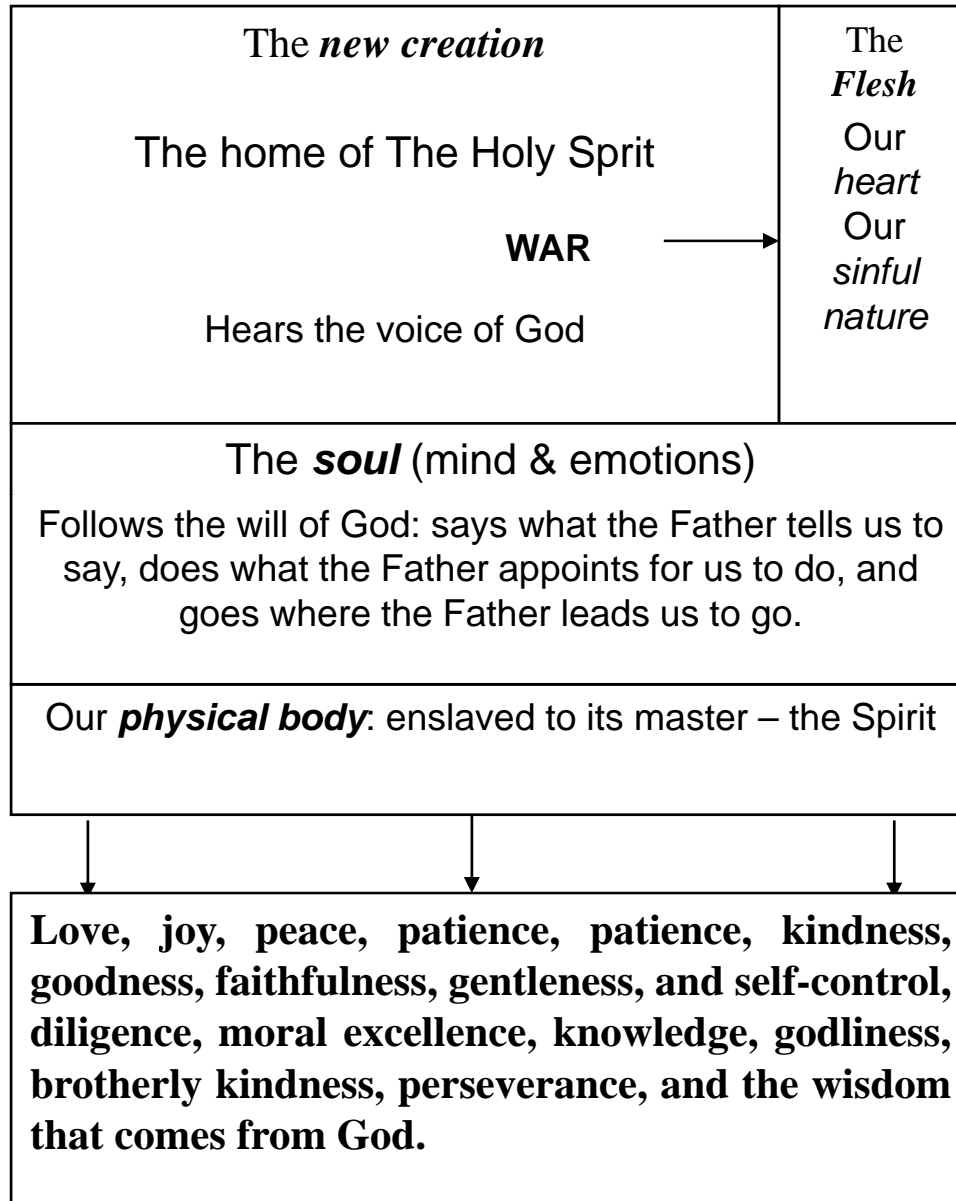 The new creation
The home of The Holy Sprit
WAR
Hears the voice of God
The
Flesh
Our
heart
Our
sinful
nature
The soul (mind & emotions)
Follows the will of God: says what the Father tells us to
say, does what the Father appoints for us to do, and
goes where the Father leads us to go.
Our physical body: enslaved to its master – the Spirit
Love, joy, peace, patience, patience, kindness,
goodness, faithfulness, gentleness, and self-control,
diligence, moral excellence, knowledge, godliness,
brotherly kindness, perseverance, and the wisdom
that comes from God.